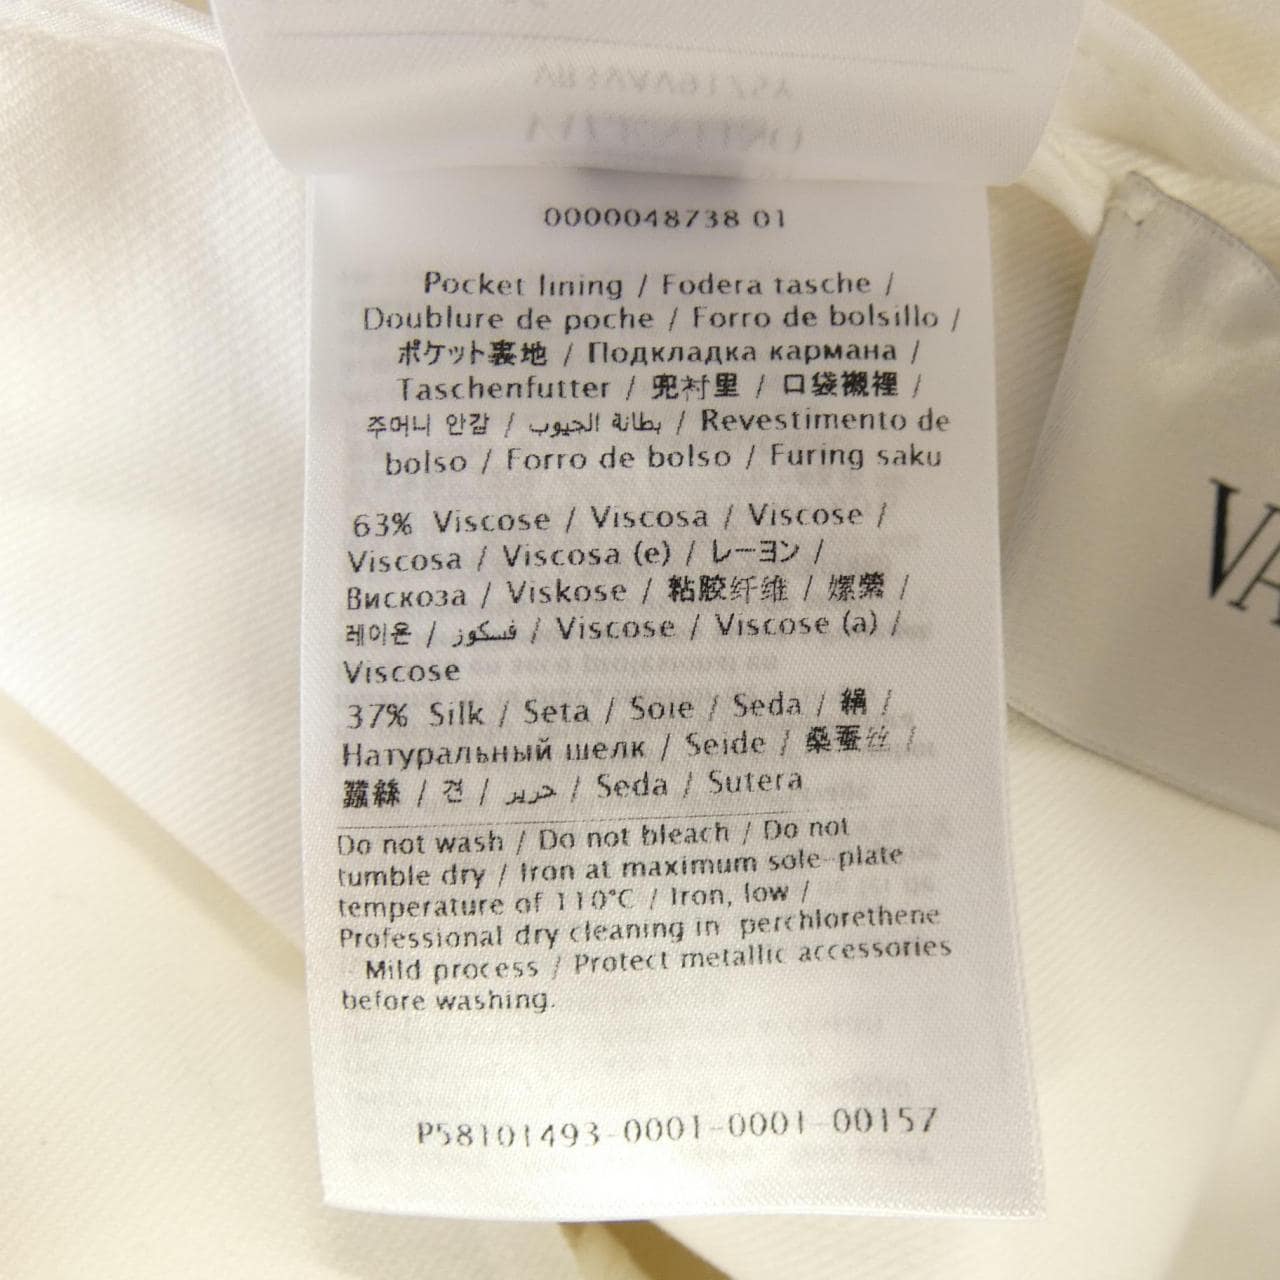 0000048738 01
Pocket lining / Fodera tasche /
Doublure de poche / Forro de bolsillo /
ポケット裏地 / Подкладка кармана /
Taschenfutter / 兜衬里 / 口袋襯裡 /
주머니 안감 / بطانة الجيوب / Revestimento de
bolso / Forro de bolso / Furing saku
63% Viscose / Viscosa / Viscose /
Viscosa / Viscosa (e) / レーヨン /
Вискоза / Viskose / 粘胶纤维 / 嫘縈 /
레이온 / فسكوز / Viscose / Viscose (a) /
Viscose
37% Silk / Seta / Soie / Seda / 絹 /
Натуральный шелк / Seide / 桑蚕丝 /
蠶絲 / 견 / حرير / Seda / Sutera
Do not wash / Do not bleach / Do not
tumble dry / Iron at maximum sole-plate
temperature of 110°C / Iron, low /
Professional dry cleaning in perchlorethene
- Mild process / Protect metallic accessories
before washing.
P58101493-0001-0001-00157
VA